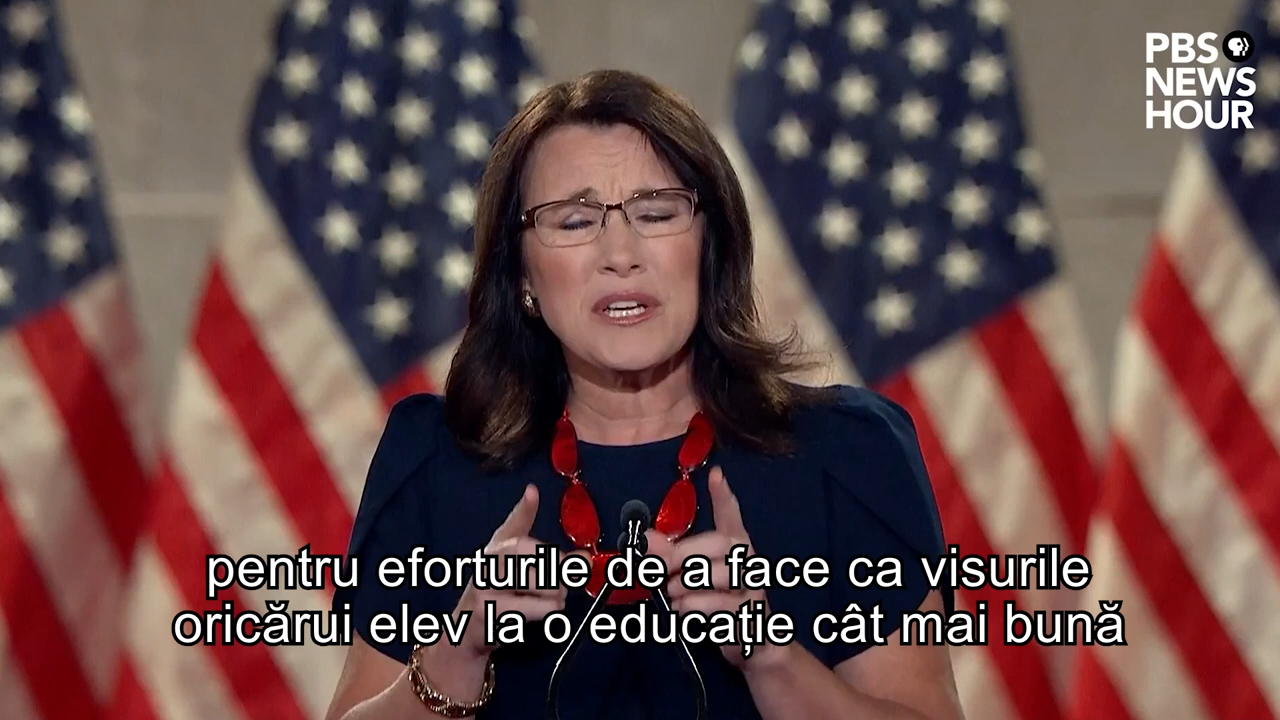 PBS
NEWS
HOUR
pentru eforturile de a face ca visurile
oricărui elev la o educație cât mai bună